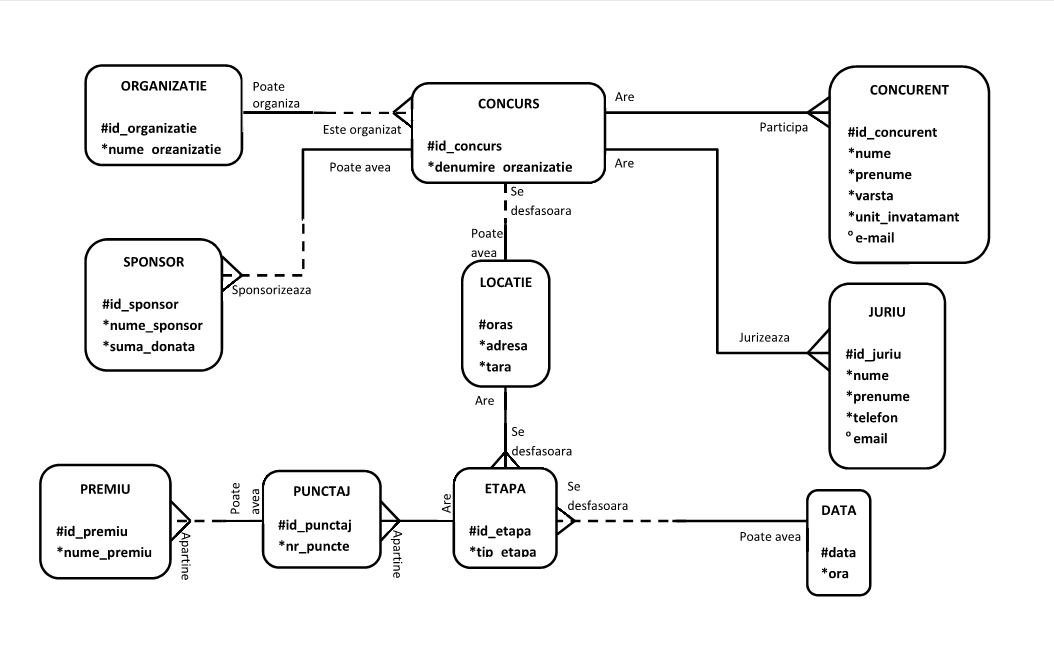 ORGANIZATIE
#id_organizatie
*nume_organizatie
Poate
organiza
Este organizat
CONCURS
#id_concurs
*denumire_organizatie
Are
Participa
CONCURENT
#id_concurent
*nume
*prenume
*varsta
*unit_invatamant
°e-mail
Poate avea
Are
Se
desfasoara
Poate
avea
SPONSOR
#id_sponsor
*nume_sponsor
*suma_donata
Sponsorizeaza
LOCATIE
#oras
*adresa
*tara
Jurizeaza
JURIU
#id_juriu
*nume
*prenume
*telefon
°email
Are
Se
desfasoara
PREMIU
#id_premiu
*nume_premiu
Apartine
Poate
avea
PUNCTAJ
#id_punctaj
*nr_puncte
Apartine
Are
ETAPA
#id_etapa
*tip_etapa
Se
desfasoara
Poate avea
DATA
#data
*ora